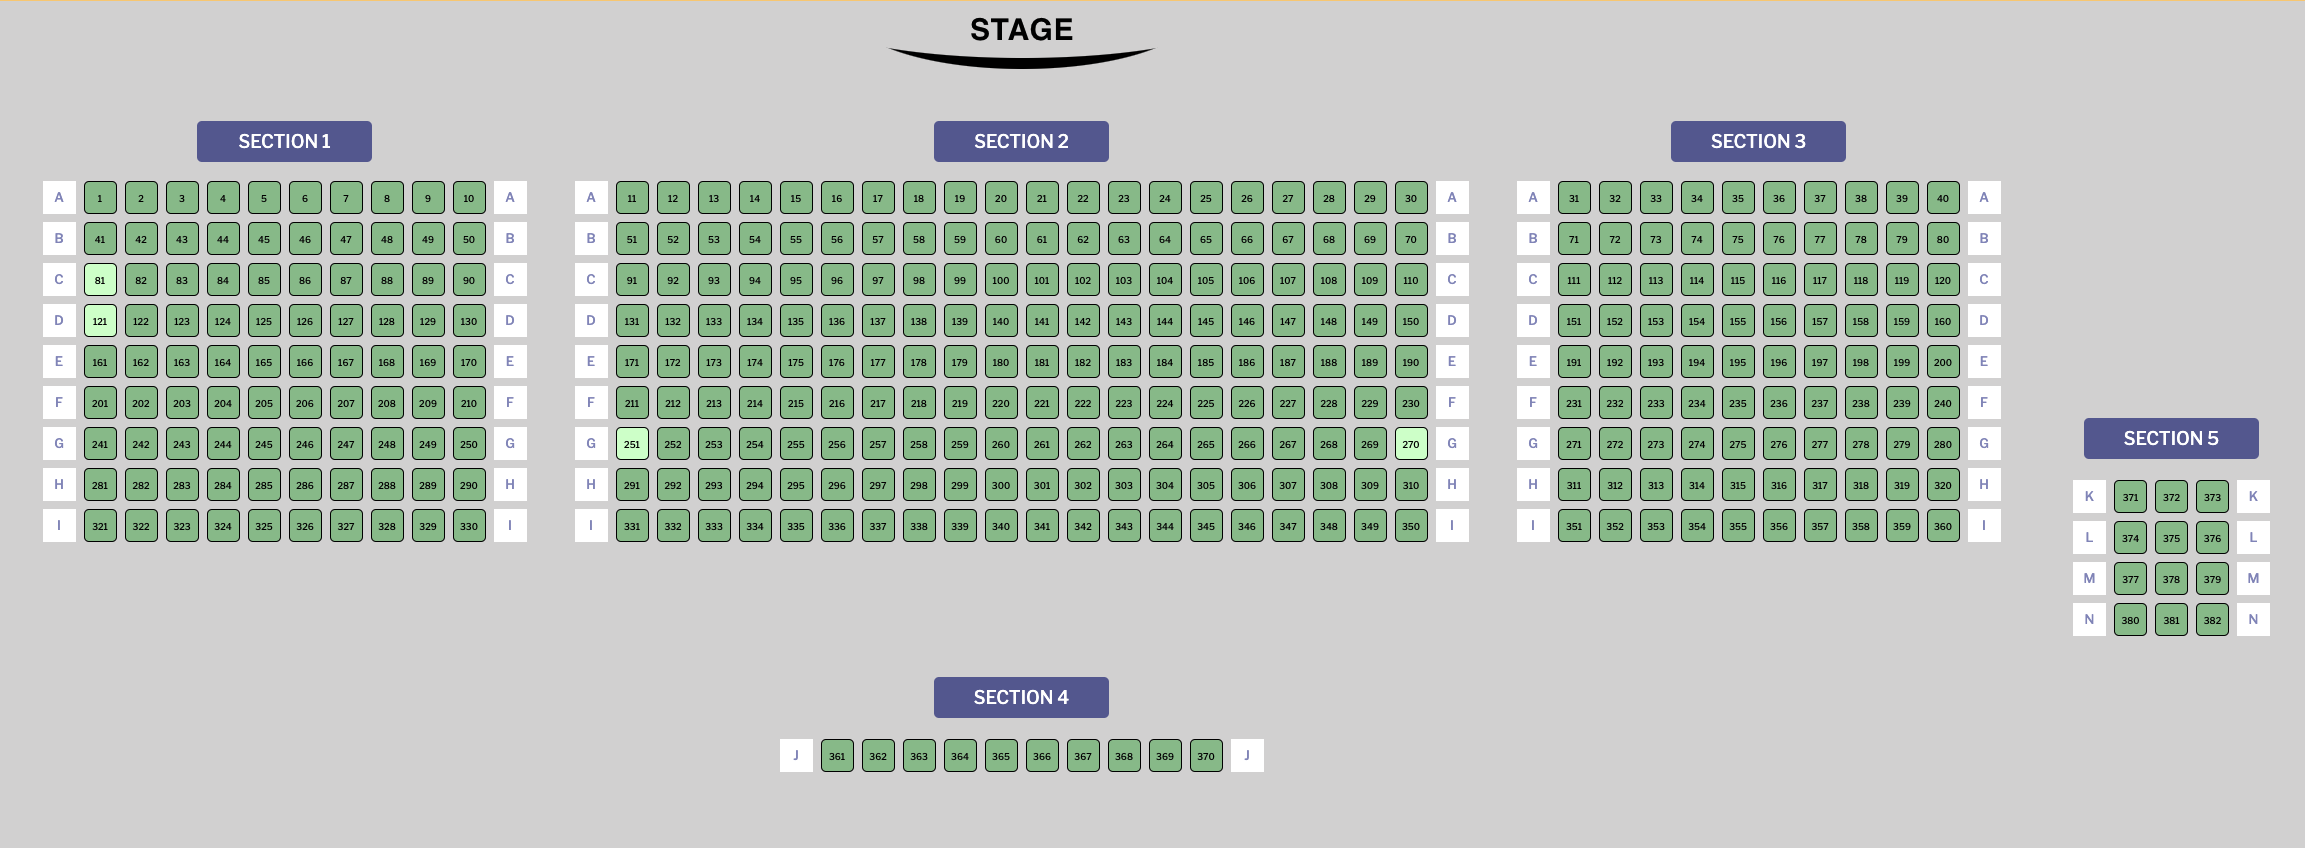 STAGE
SECTION 1
A 1 2 3 4 5 6 7 8 9 10 A
B 41 42 43 44 45 46 47 48 49 50 B
C 81 82 83 84 85 86 87 88 89 90 C
D 121 122 123 124 125 126 127 128 129 130 D
E 161 162 163 164 165 166 167 168 169 170 E
F 201 202 203 204 205 206 207 208 209 210 F
G 241 242 243 244 245 246 247 248 249 250 G
H 281 282 283 284 285 286 287 288 289 290 H
I 321 322 323 324 325 326 327 328 329 330 I
SECTION 2
A 11 12 13 14 15 16 17 18 19 20 21 22 23 24 25 26 27 28 29 30 A
B 51 52 53 54 55 56 57 58 59 60 61 62 63 64 65 66 67 68 69 70 B
C 91 92 93 94 95 96 97 98 99 100 101 102 103 104 105 106 107 108 109 110 C
D 131 132 133 134 135 136 137 138 139 140 141 142 143 144 145 146 147 148 149 150 D
E 171 172 173 174 175 176 177 178 179 180 181 182 183 184 185 186 187 188 189 190 E
F 211 212 213 214 215 216 217 218 219 220 221 222 223 224 225 226 227 228 229 230 F
G 251 252 253 254 255 256 257 258 259 260 261 262 263 264 265 266 267 268 269 270 G
H 291 292 293 294 295 296 297 298 299 300 301 302 303 304 305 306 307 308 309 310 H
I 331 332 333 334 335 336 337 338 339 340 341 342 343 344 345 346 347 348 349 350 I
SECTION 3
A 31 32 33 34 35 36 37 38 39 40 A
B 71 72 73 74 75 76 77 78 79 80 B
C 111 112 113 114 115 116 117 118 119 120 C
D 151 152 153 154 155 156 157 158 159 160 D
E 191 192 193 194 195 196 197 198 199 200 E
F 231 232 233 234 235 236 237 238 239 240 F
G 271 272 273 274 275 276 277 278 279 280 G
H 311 312 313 314 315 316 317 318 319 320 H
I 351 352 353 354 355 356 357 358 359 360 I
SECTION 5
K 371 372 373 K
L 374 375 376 L
M 377 378 379 M
N 380 381 382 N
SECTION 4
J 361 362 363 364 365 366 367 368 369 370 J